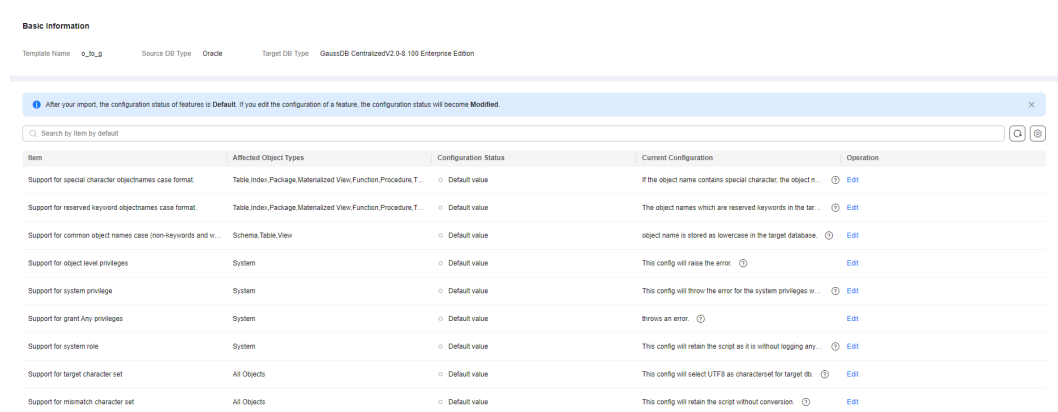 Basic Information
Template Name o_to_g Source DB Type Oracle Target DB Type GaussDB CentralizedV2.0-8.100 Enterprise Edition
After your import, the configuration status of features is Default. If you edit the configuration of a feature, the configuration status will become Modified.
Search by item by default
Item Affected Object Types Configuration Status Current Configuration Operation
Support for special character objectnames case format. Table,Index,Package,Materialized View,Function,Procedure,T... Default value If the object name contains special character, the object n... Edit
Support for reserved keyword objectnames case format. Table,Index,Package,Materialized View,Function,Procedure,T... Default value The object names which are reserved keywords in the tar... Edit
Support for common object names case (non-keywords and w... Schema,Table,View Default value object name is stored as lowercase in the target database. Edit
Support for object level privileges System Default value This config will raise the error. Edit
Support for system privilege System Default value This config will throw the error for the system privileges w... Edit
Support for grant Any privileges System Default value throws an error. Edit
Support for system role System Default value This config will retain the script as it is without logging any... Edit
Support for target character set All Objects Default value This config will select UTF8 as characterset for target db. Edit
Support for mismatch character set All Objects Default value This config will retain the script without conversion. Edit